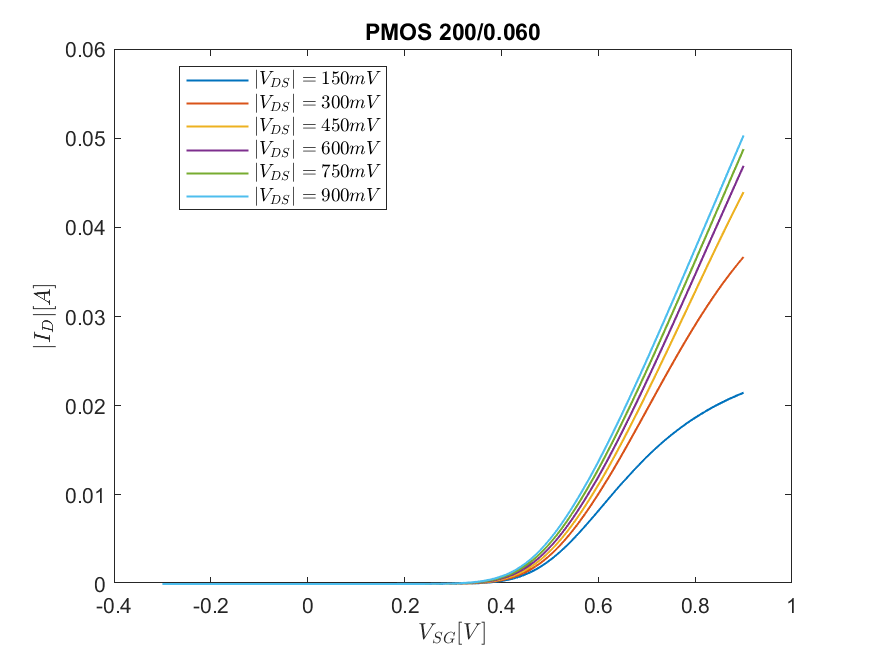 PMOS 200/0.060
0.06
0.05
0.04
0.03
0.02
0.01
0
|I_D|[A]
|V_DS| = 150mV
|V_DS| = 300mV
|V_DS| = 450mV
|V_DS| = 600mV
|V_DS| = 750mV
|V_DS| = 900mV
-0.4 -0.2 0 0.2 0.4 0.6 0.8 1
V_SG[V]